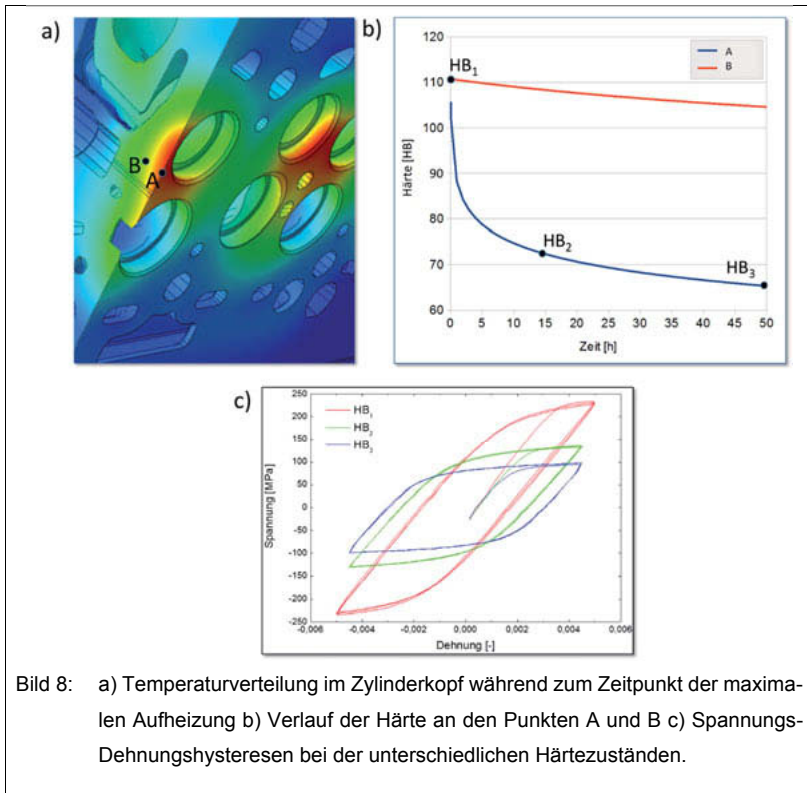 a)
B
A
b)
120
110
100
90
80
70
60
Härte [HB]
HB1
HB2
HB3
A
B
0 5 10 15 20 25 30 35 40 45 50
Zeit [h]
c)
250
200
150
100
50
0
-50
-100
-150
-200
-250
Spannung [MPa]
HB1
HB2
HB3
-0,006 -0,004 -0,002 0,000 0,002 0,004 0,006
Dehnung [-]
Bild 8: a) Temperaturverteilung im Zylinderkopf während zum Zeitpunkt der maxima-
len Aufheizung b) Verlauf der Härte an den Punkten A und B c) Spannungs-
Dehnungshysteresen bei der unterschiedlichen Härtezuständen.